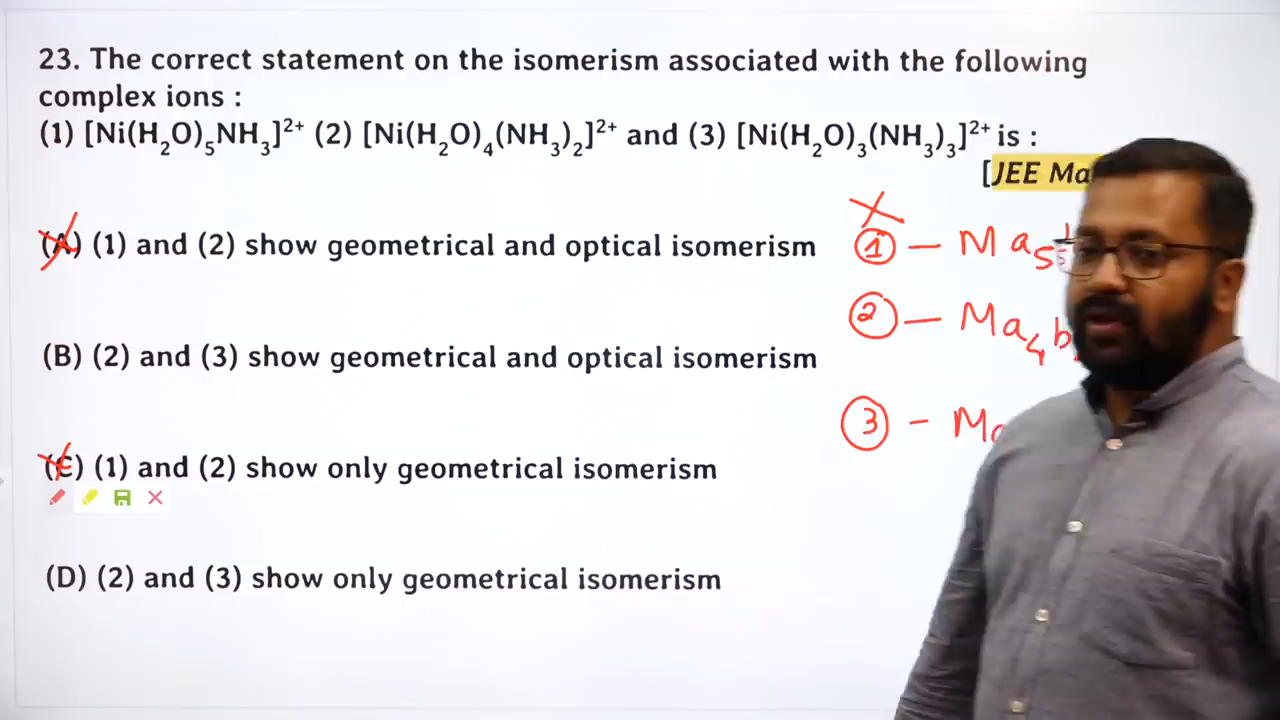 23. The correct statement on the isomerism associated with the following
complex ions :
(1) [Ni(H₂O)₅NH₃]²⁺ (2) [Ni(H₂O)₄(NH₃)₂]²⁺ and (3) [Ni(H₂O)₃(NH₃)₃]²⁺ is :
[JEE Ma
(A) (1) and (2) show geometrical and optical isomerism
① – Ma₅
② – Ma₄b
(B) (2) and (3) show geometrical and optical isomerism
③ – Ma
(C) (1) and (2) show only geometrical isomerism
(D) (2) and (3) show only geometrical isomerism